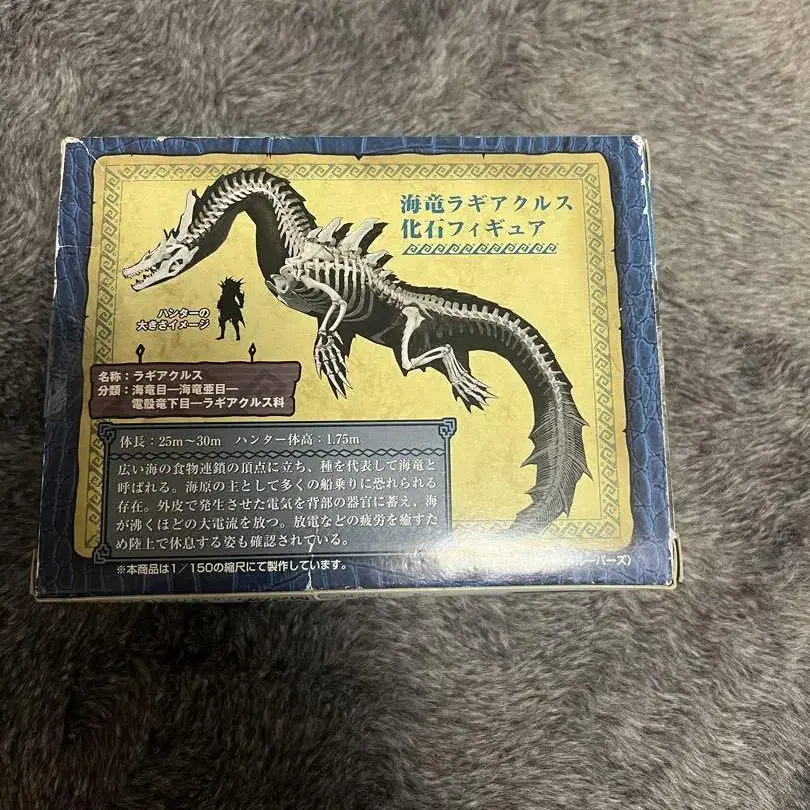 海竜ラギアクルス
化石フィギュア
ハンターの
大きさイメージ
名称：ラギアクルス
分類：海竜目―海竜亜目―
電殻竜下目―ラギアクルス科
体長：25m～30m ハンター体高：1.75m
広い海の食物連鎖の頂点に立ち、種を代表して海竜と
呼ばれる。海原の主として多くの船乗りに恐れられる
存在。外皮で発生させた電気を背部の器官に蓄え、海
が沸くほどの大電流を放つ。放電などの疲労を癒すた
め陸上で休息する姿も確認されている。
※本商品は1／150の縮尺にて製作しています。
ルーパーズ）